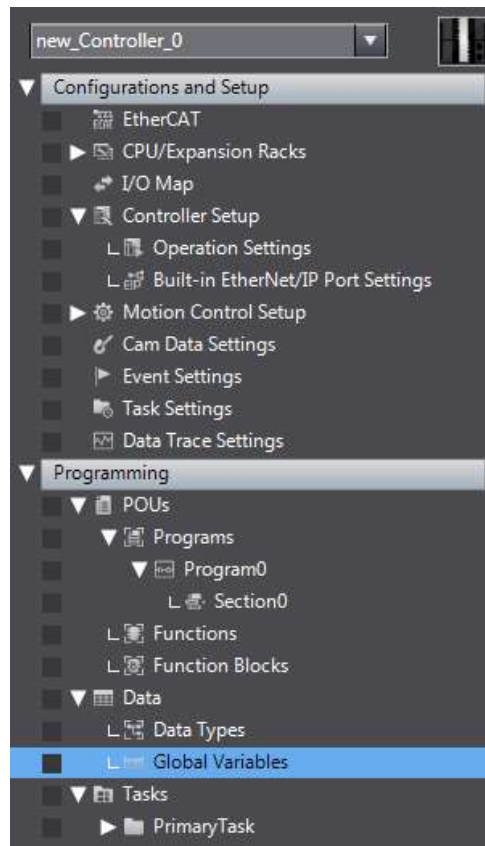 new_Controller_0
Configurations and Setup
EtherCAT
CPU/Expansion Racks
I/O Map
Controller Setup
Operation Settings
Built-in EtherNet/IP Port Settings
Motion Control Setup
Cam Data Settings
Event Settings
Task Settings
Data Trace Settings
Programming
POUs
Programs
Program0
Section0
Functions
Function Blocks
Data
Data Types
Global Variables
Tasks
PrimaryTask